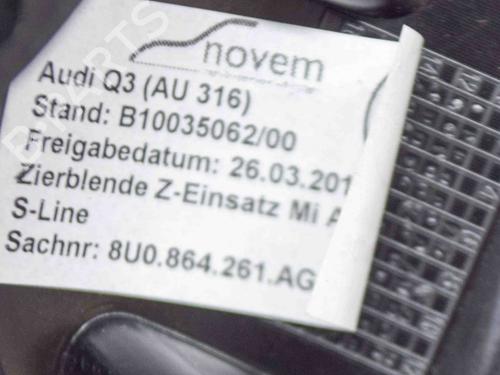 novem
Audi Q3 (AU 316)
Stand: B10035062/00
Freigabedatum: 26.03.201
Zierblende Z-Einsatz Mi A
S-Line
Sachnr: 8U0.864.261.AG